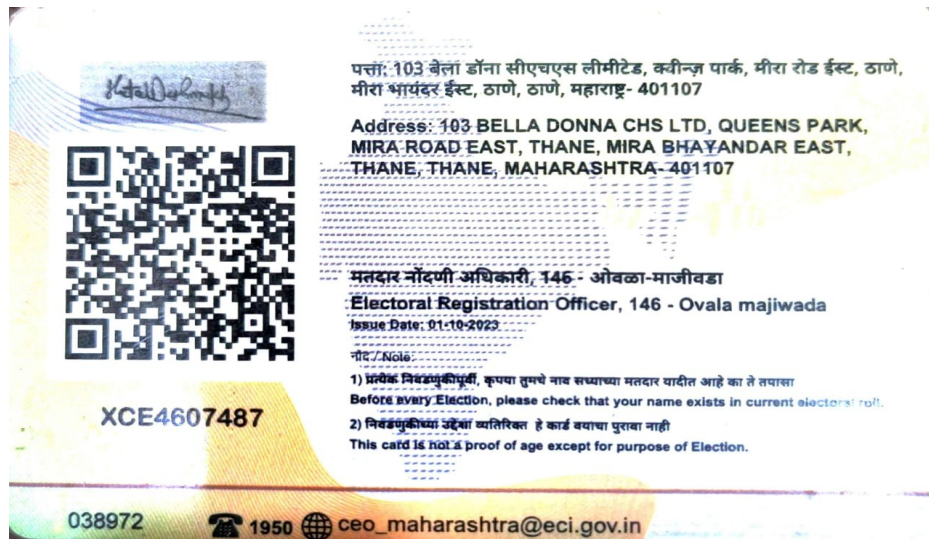 पत्ता: 103 बेला डॉना सीएचएस लीमीटेड, क्वीन्ज़ पार्क, मीरा रोड ईस्ट, ठाणे,
मीरा भायंदर ईस्ट, ठाणे, ठाणे, महाराष्ट्र- 401107
Address: 103 BELLA DONNA CHS LTD, QUEENS PARK,
MIRA ROAD EAST, THANE, MIRA BHAYANDAR EAST,
THANE, THANE, MAHARASHTRA- 401107
मतदार नोंदणी अधिकारी, 146 - ओवळा-माजीवडा
Electoral Registration Officer, 146 - Ovala majiwada
Issue Date: 01-10-2023
नोंद / Note:
1) प्रत्येक निवडणुकीपूर्वी, कृपया तुमचे नाव सध्याच्या मतदार यादीत आहे का ते तपासा
Before every Election, please check that your name exists in current electoral roll.
2) निवडणुकीच्या उद्देशा व्यतिरिक्त हे कार्ड वयाचा पुरावा नाही
This card is not a proof of age except for purpose of Election.
XCE4607487
038972 1950 ceo_maharashtra@eci.gov.in